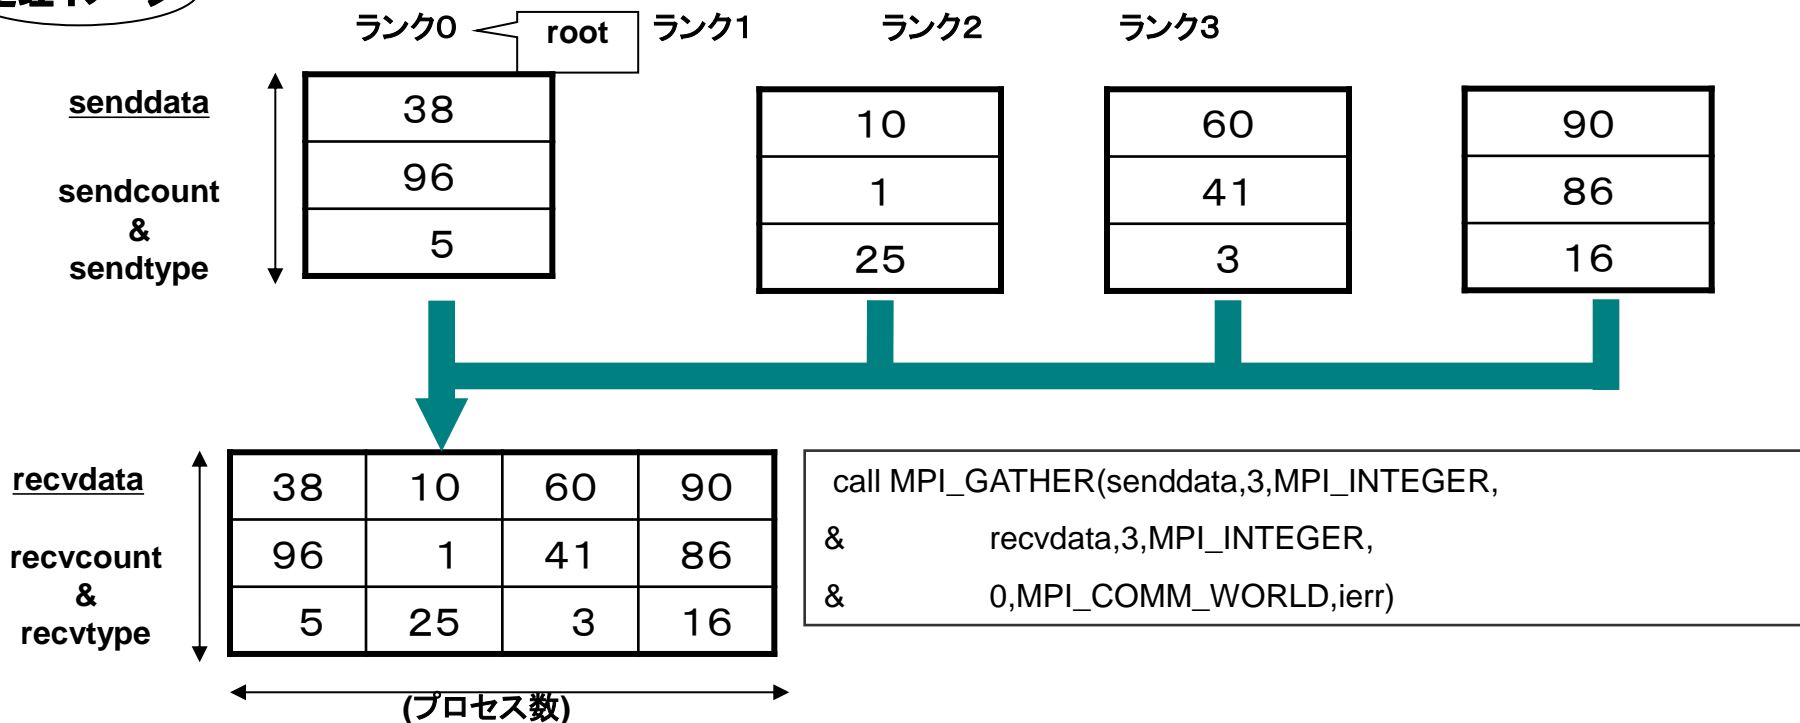 ランク0 root ランク1 ランク2 ランク3
senddata
sendcount
&
sendtype
38 10 60 90
96 1 41 86
5 25 3 16
recvdata
recvcount
&
recvtype
38 10 60 90
96 1 41 86
5 25 3 16
(プロセス数)
call MPI_GATHER(senddata,3,MPI_INTEGER,
& recvdata,3,MPI_INTEGER,
& 0,MPI_COMM_WORLD,ierr)